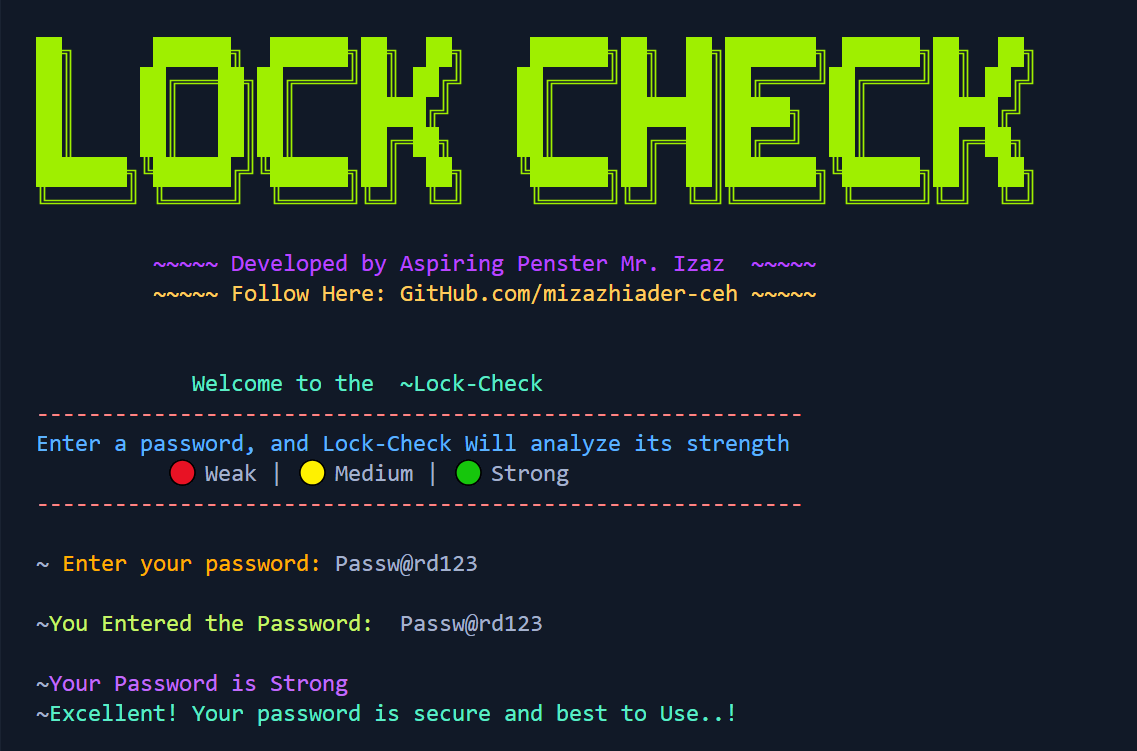 LOCK CHECK
~~~~~ Developed by Aspiring Penster Mr. Izaz  ~~~~~
~~~~~ Follow Here: GitHub.com/mizazhiader-ceh ~~~~~
Welcome to the  ~Lock-Check
-----------------------------------------------------------
Enter a password, and Lock-Check Will analyze its strength
🔴 Weak | 🟡 Medium | 🟢 Strong
-----------------------------------------------------------
~ Enter your password: Passw@rd123
~You Entered the Password:  Passw@rd123
~Your Password is Strong
~Excellent! Your password is secure and best to Use..!